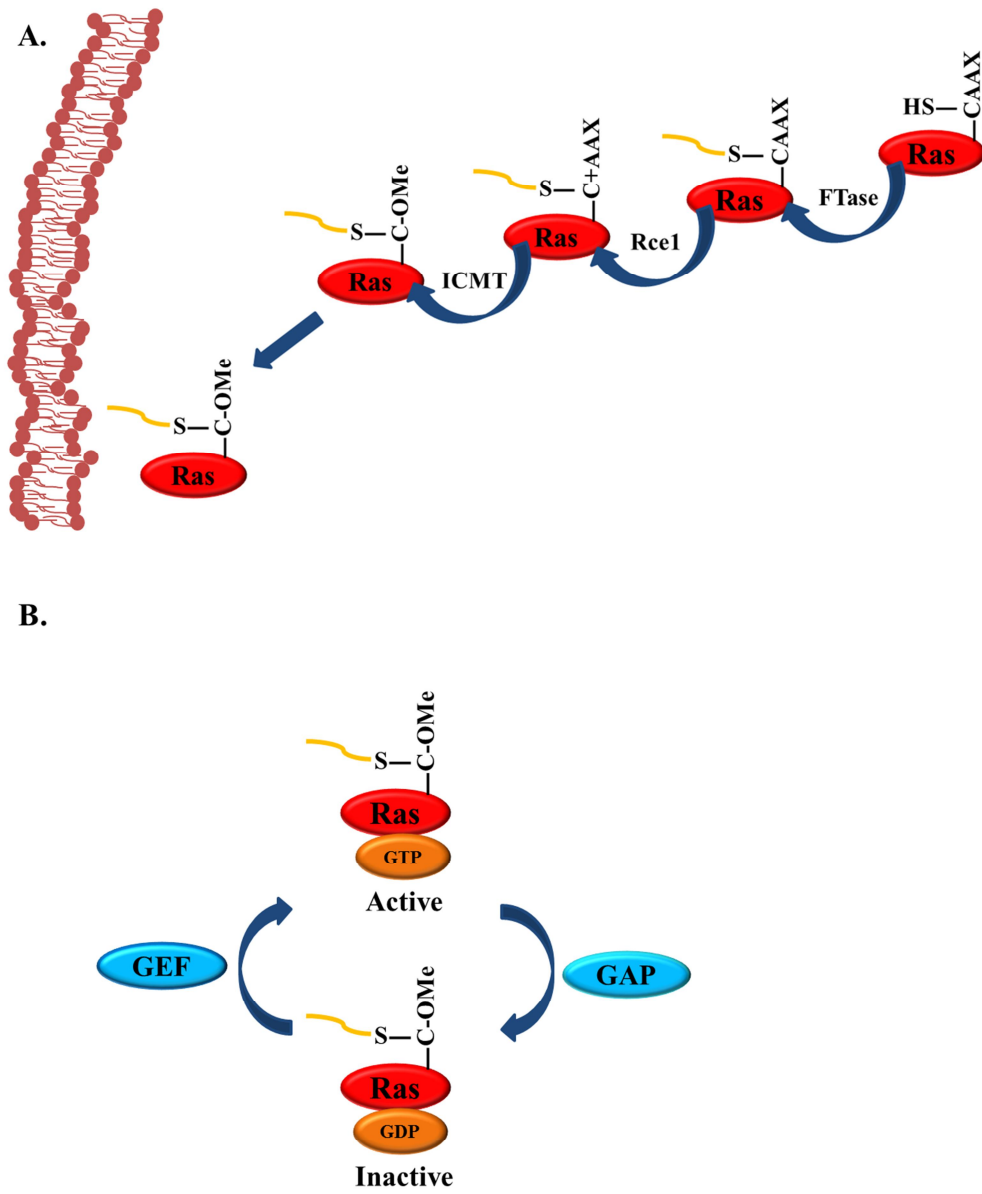 A.
HS—CAAX
Ras
FTase
S—CAAX
Ras
Rce1
S—C+AAX
Ras
ICMT
S—C-OMe
Ras
S—C-OMe
Ras
B.
S—C-OMe
Ras
GTP
Active
GEF
GAP
S—C-OMe
Ras
GDP
Inactive